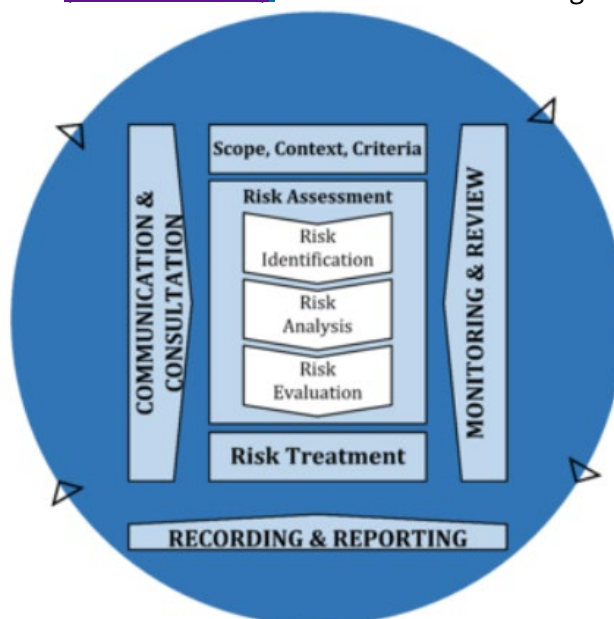 Scope, Context, Criteria
Risk Assessment
Risk
Identification
Risk
Analysis
Risk
Evaluation
Risk Treatment
COMMUNICATION &
CONSULTATION
MONITORING & REVIEW
RECORDING & REPORTING